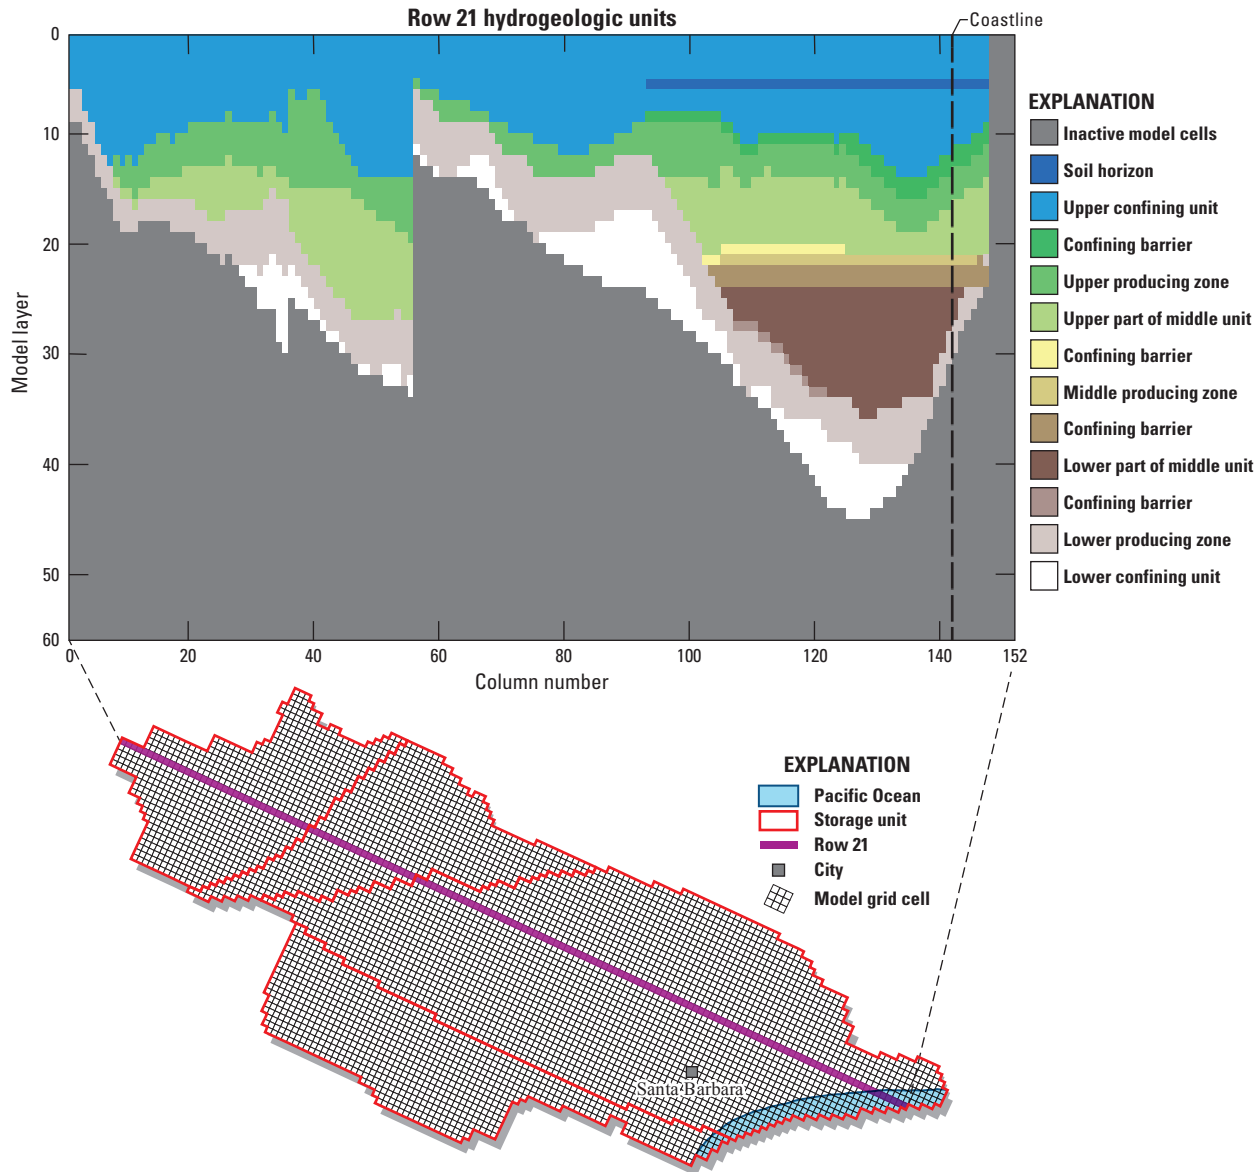 Row 21 hydrogeologic units
Coastline
0
10
20
30
40
50
60
Model layer
0
20
40
60
80
100
120
140
152
Column number
EXPLANATION
Inactive model cells
Soil horizon
Upper confining unit
Confining barrier
Upper producing zone
Upper part of middle unit
Confining barrier
Middle producing zone
Confining barrier
Lower part of middle unit
Confining barrier
Lower producing zone
Lower confining unit
EXPLANATION
Pacific Ocean
Storage unit
Row 21
City
Model grid cell
Santa Barbara